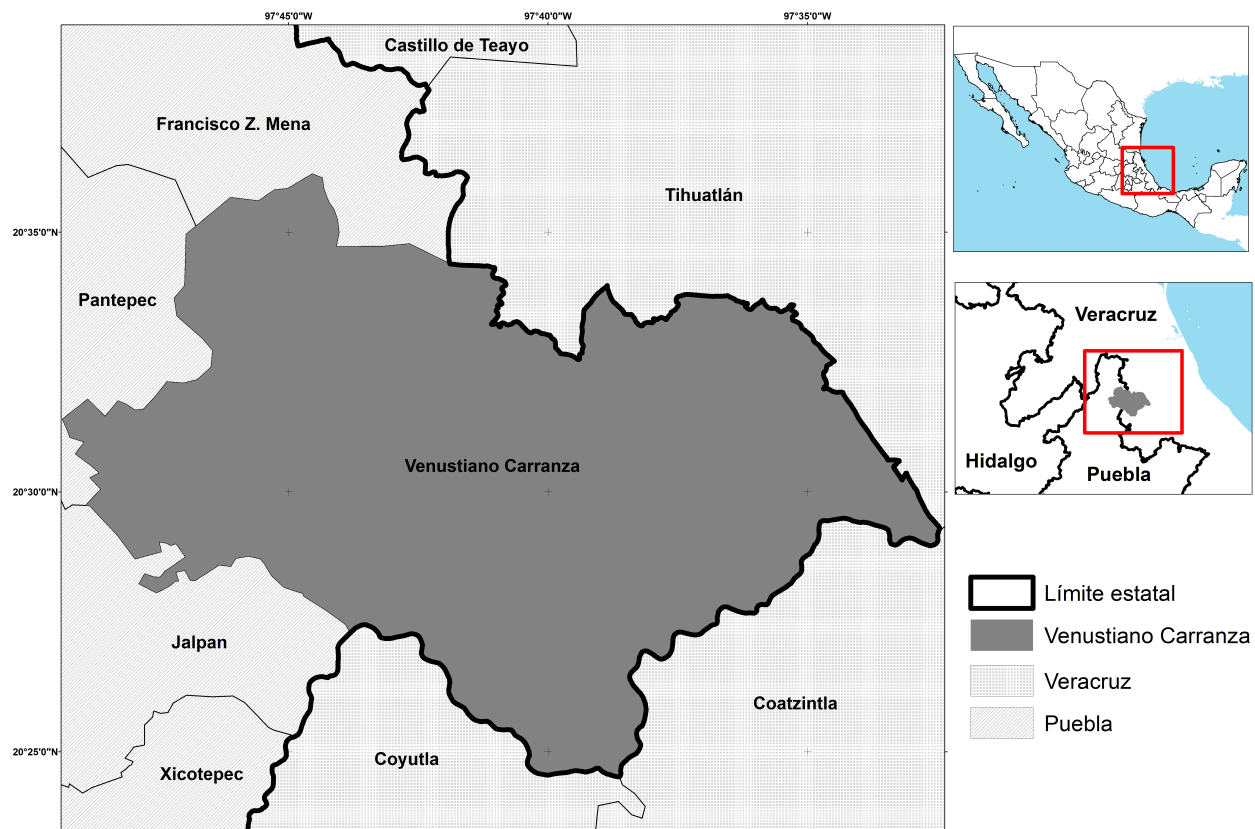 97°45'0"W
97°40'0"W
97°35'0"W
Castillo de Teayo
Francisco Z. Mena
Tihuatlán
20°35'0"N
Pantepec
Venustiano Carranza
20°30'0"N
Jalpan
Coatzintla
20°25'0"N
Coyutla
Xicotepec
Veracruz
Hidalgo
Puebla
Límite estatal
Venustiano Carranza
Veracruz
Puebla